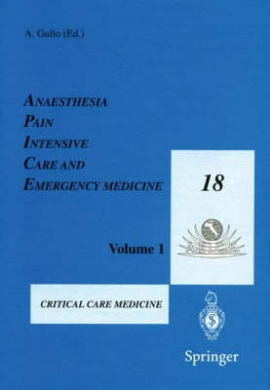 A. Gullo (Ed.)
ANAESTHESIA
PAIN
INTENSIVE
CARE AND
EMERGENCY MEDICINE
18
Volume 1
CRITICAL CARE MEDICINE
Springer